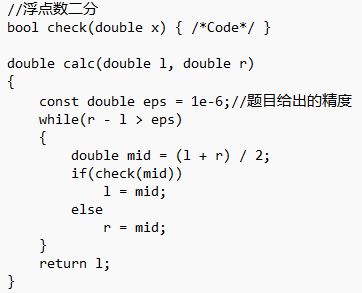 //浮点数二分
bool check(double x) { /*Code*/ }

double calc(double l, double r)
{
    const double eps = 1e-6;//题目给出的精度
    while(r - l > eps)
    {
        double mid = (l + r) / 2;
        if(check(mid))
            l = mid;
        else
            r = mid;
    }
    return l;
}